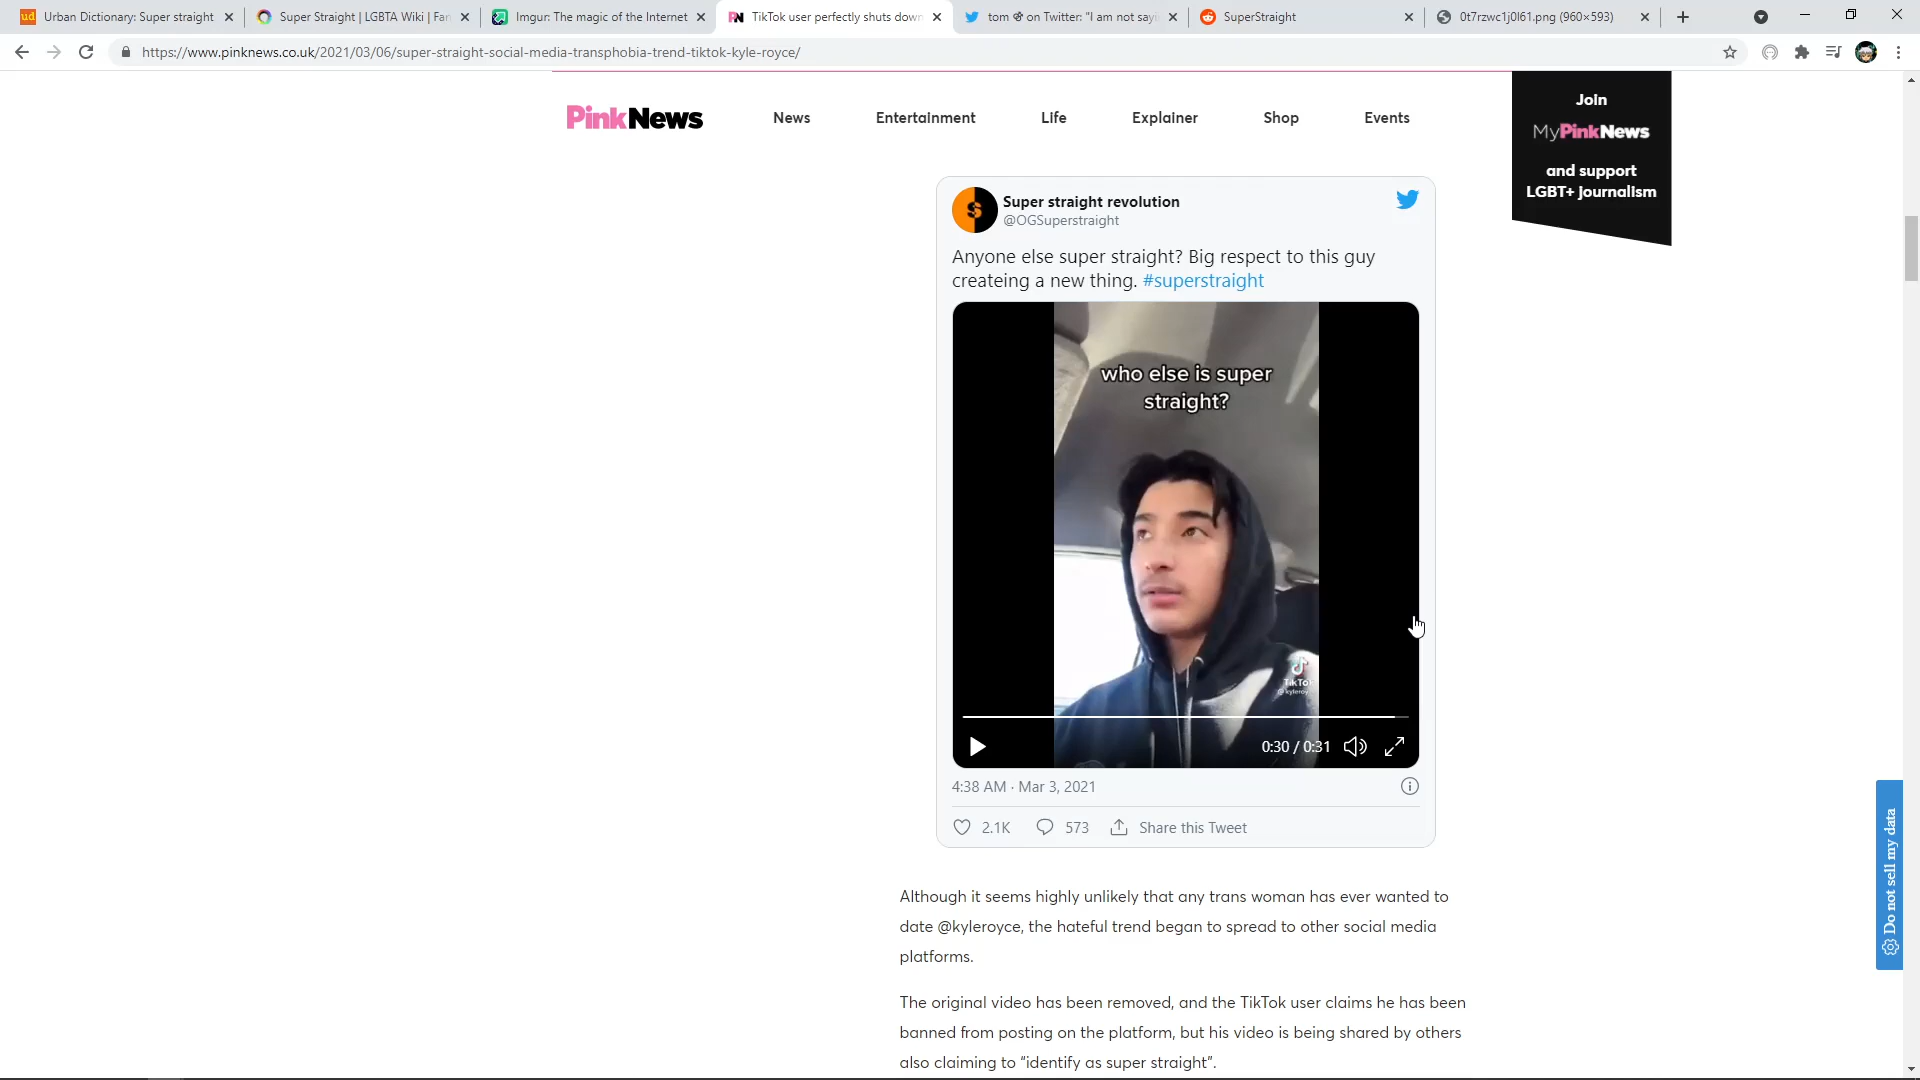 Urban Dictionary: Super straight
Super Straight | LGBTA Wiki | Fan
Imgur: The magic of the Internet
TikTok user perfectly shuts down
tom on Twitter: "I am not sayi
SuperStraight
0t7rzwc1j0l61.png (960×593)
https://www.pinknews.co.uk/2021/03/06/super-straight-social-media-transphobia-trend-tiktok-kyle-royce/
PinkNews
News
Entertainment
Life
Explainer
Shop
Events
Join
MyPinkNews
and support
LGBT+ journalism
Super straight revolution
@OGSuperstraight
Anyone else super straight? Big respect to this guy
createing a new thing. #superstraight
who else is super
straight?
TikTok
0:30 / 0:31
4:38 AM · Mar 3, 2021
2.1K
573
Share this Tweet
Do not sell my data
Although it seems highly unlikely that any trans woman has ever wanted to
date @kyleroyce, the hateful trend began to spread to other social media
platforms.
The original video has been removed, and the TikTok user claims he has been
banned from posting on the platform, but his video is being shared by others
also claiming to “identify as super straight”.